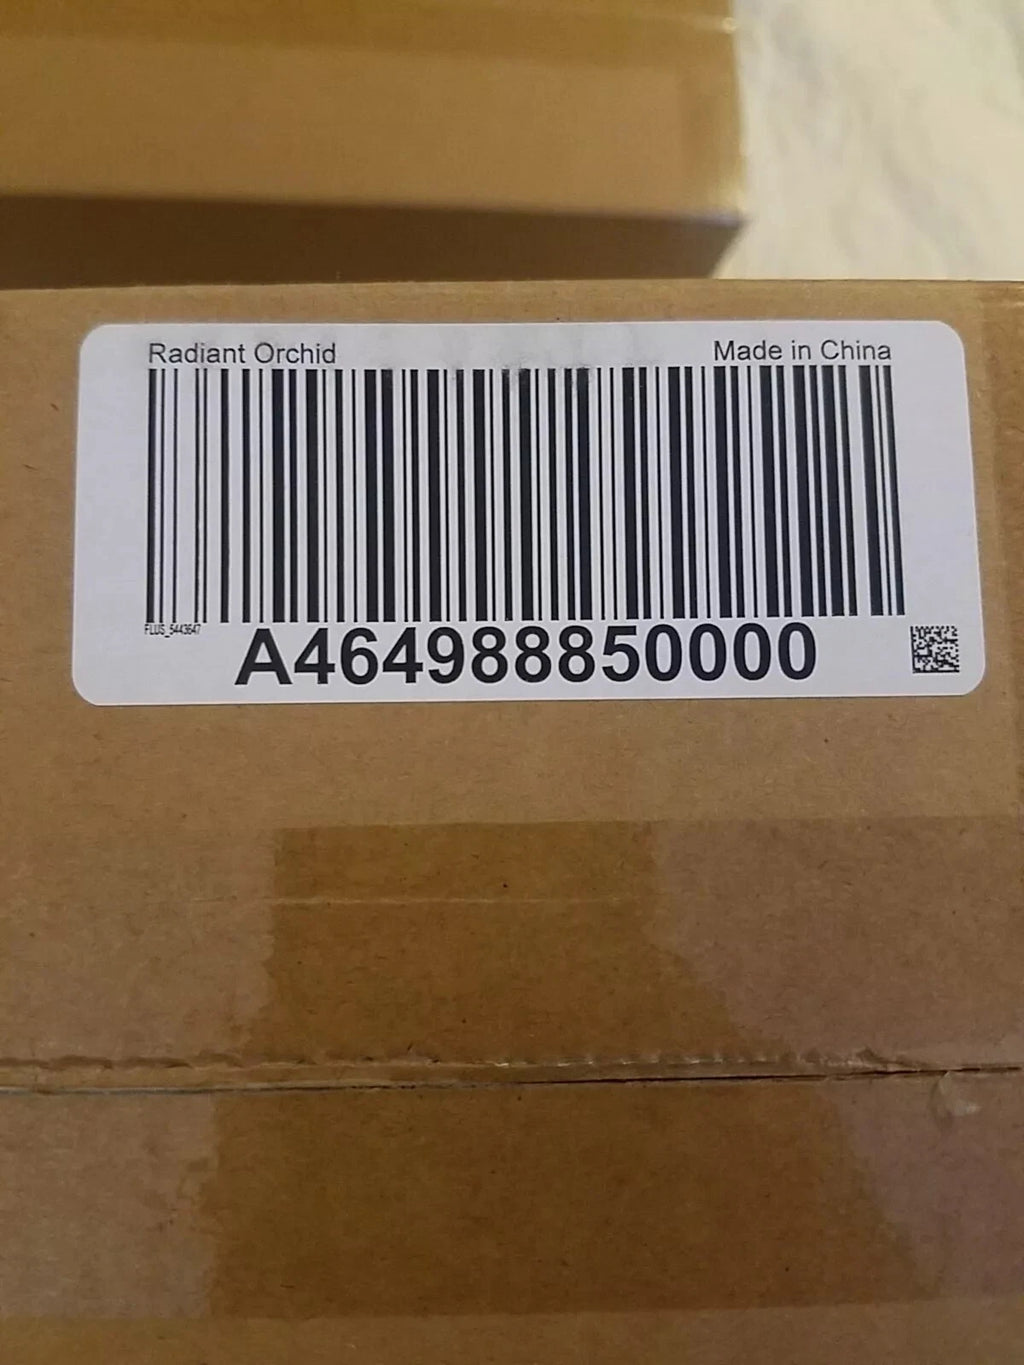 Radiant Orchid Made in China
FLUS_5443647
A464988850000